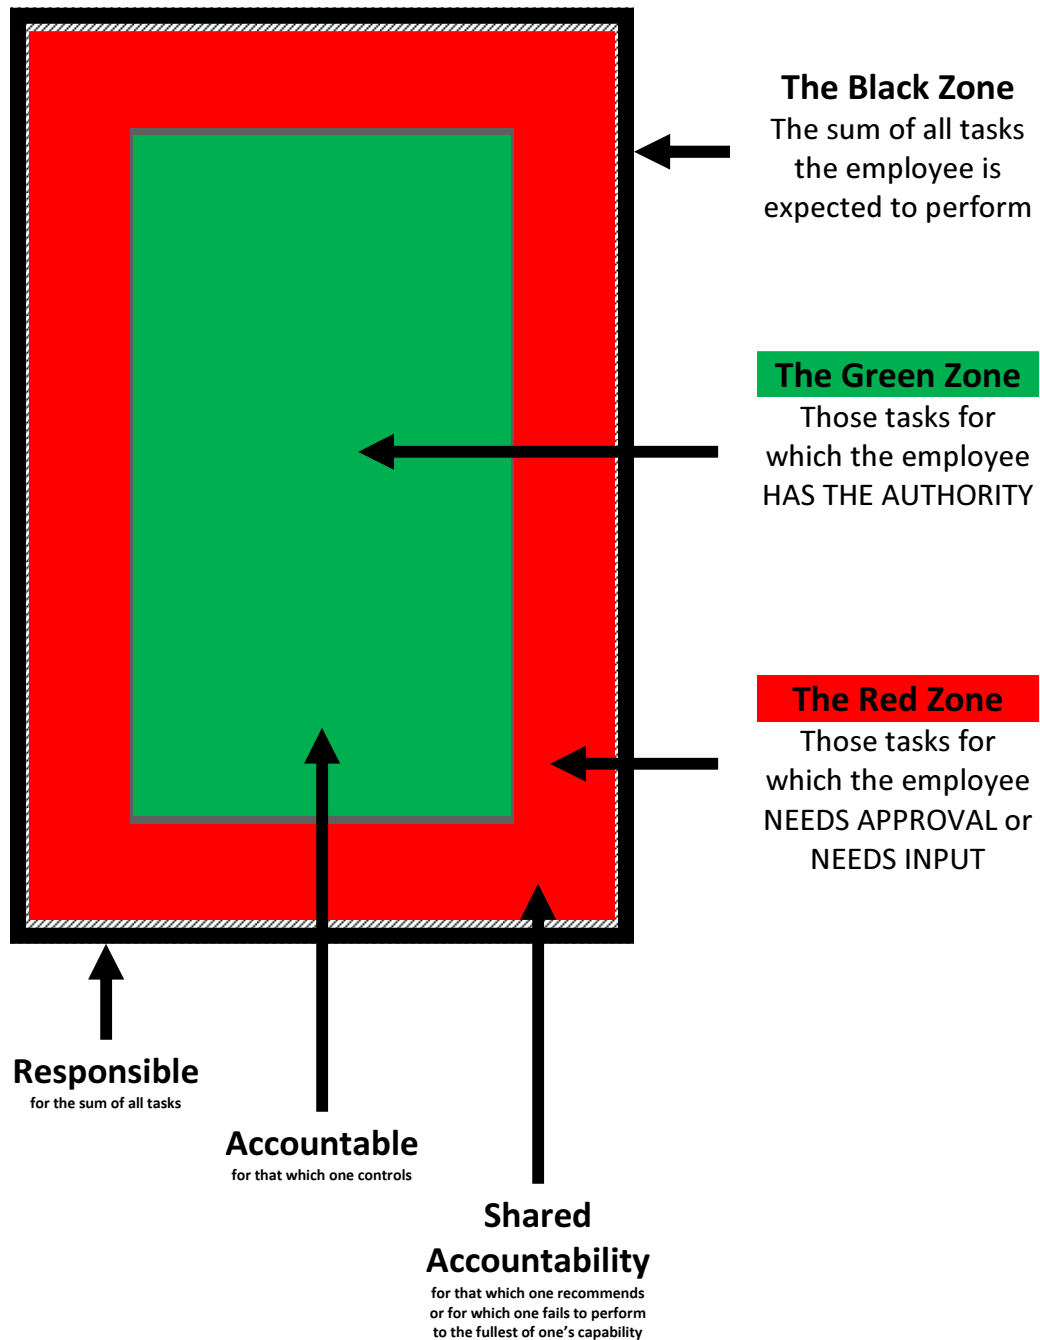 The Black Zone
The sum of all tasks
the employee is
expected to perform
The Green Zone
Those tasks for
which the employee
HAS THE AUTHORITY
The Red Zone
Those tasks for
which the employee
NEEDS APPROVAL or
NEEDS INPUT
Responsible
for the sum of all tasks
Accountable
for that which one controls
Shared
Accountability
for that which one recommends
or for which one fails to perform
to the fullest of one’s capability